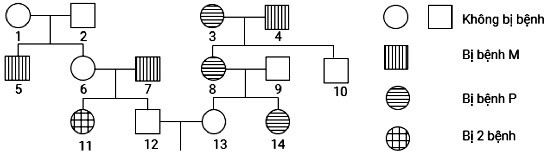 1 2 3 4
Không bị bệnh
5 6 7 8 9 10
Bị bệnh M
Bị bệnh P
11 12 13 14
Bị 2 bệnh